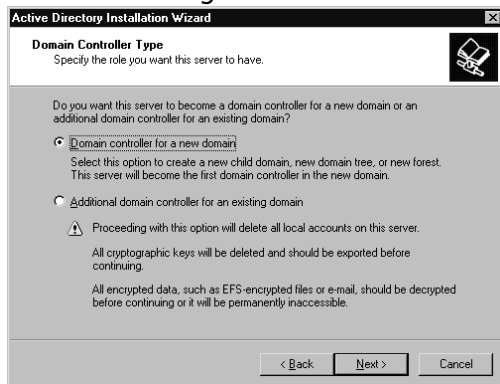 Active Directory Installation Wizard
Domain Controller Type
Specify the role you want this server to have.
Do you want this server to become a domain controller for a new domain or an
additional domain controller for an existing domain?
Domain controller for a new domain
Select this option to create a new child domain, new domain tree, or new forest.
This server will become the first domain controller in the new domain.
Additional domain controller for an existing domain
Proceeding with this option will delete all local accounts on this server.
All cryptographic keys will be deleted and should be exported before
continuing.
All encrypted data, such as EFS-encrypted files or e-mail, should be decrypted
before continuing or it will be permanently inaccessible.
< Back Next > Cancel